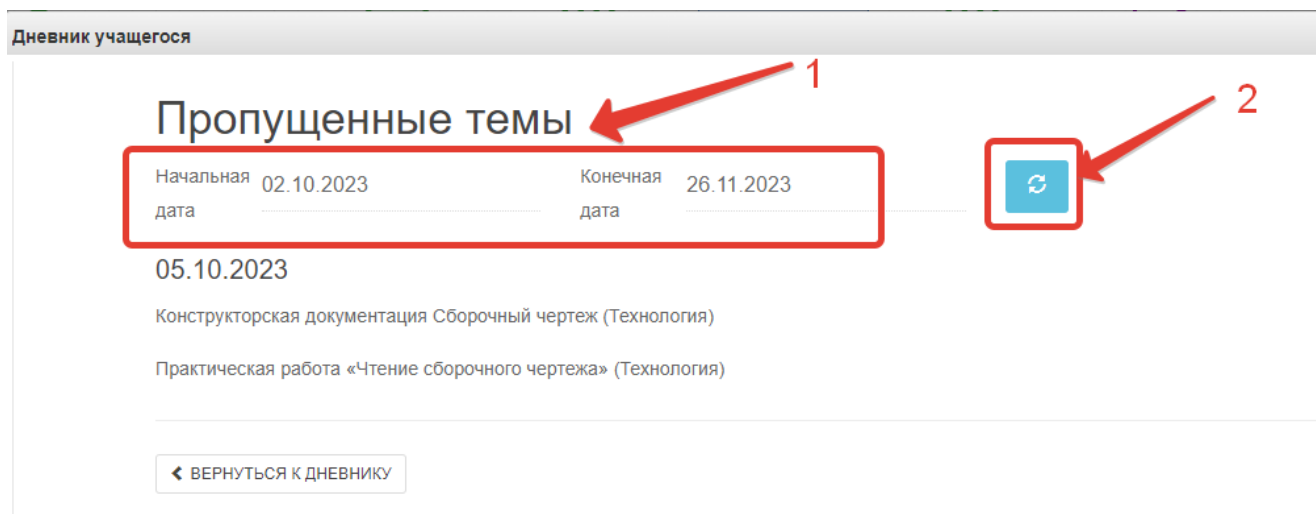 Дневник учащегося
1
2
Пропущенные темы
Начальная дата 02.10.2023 Конечная дата 26.11.2023
05.10.2023
Конструкторская документация Сборочный чертеж (Технология)
Практическая работа «Чтение сборочного чертежа» (Технология)
ВЕРНУТЬСЯ К ДНЕВНИКУ